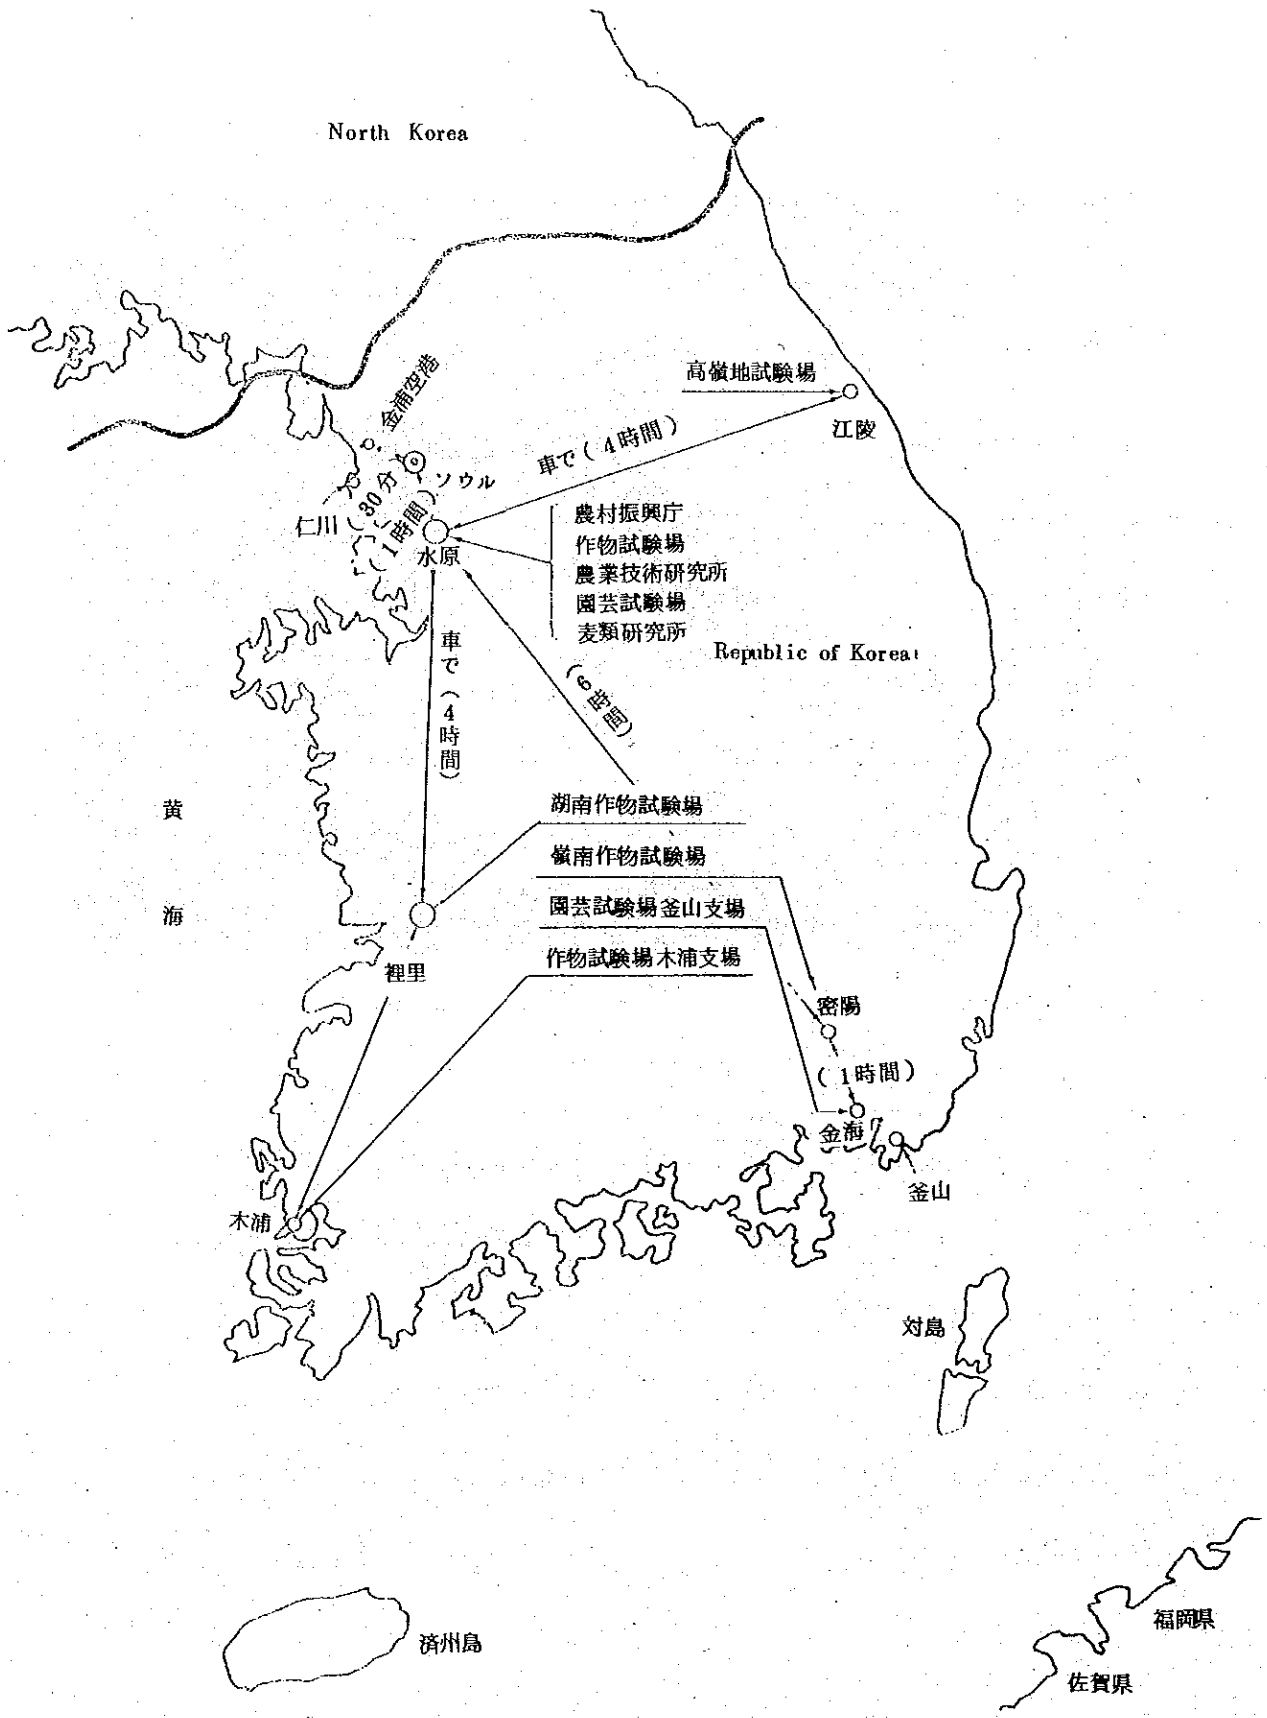 North Korea
金浦空港
高嶺地試験場
江陵
車で(4時間)
ソウル
(30分)
仁川
(1時間)
水原
農村振興庁
作物試験場
農業技術研究所
園芸試験場
麦類研究所
Republic of Korea
車で(4時間)
(6時間)
黄海
湖南作物試験場
嶺南作物試験場
園芸試験場釜山支場
作物試験場木浦支場
裡里
密陽
(1時間)
金海
釜山
木浦
対島
済州島
福岡県
佐賀県